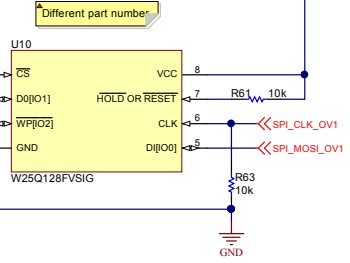 Different part number
U10
CS VCC 8
D0[IO1] HOLD OR RESET 7 R61 10k
WP[IO2] CLK 6 SPI_CLK_OV1
GND DI[IO0] 5 SPI_MOSI_OV1
W25Q128FVSIG
R63
10k
GND